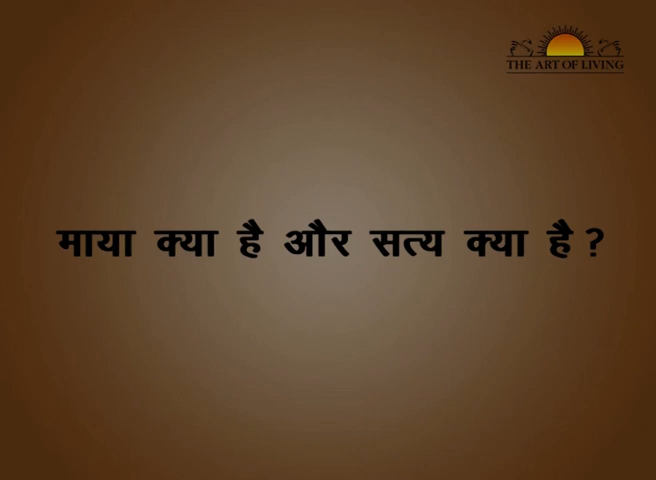 THE ART OF LIVING
माया क्या है और सत्य क्या है ?